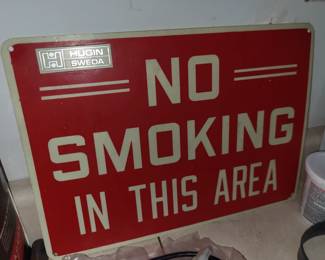 HUGIN
SWEDA
NO
SMOKING
IN THIS AREA